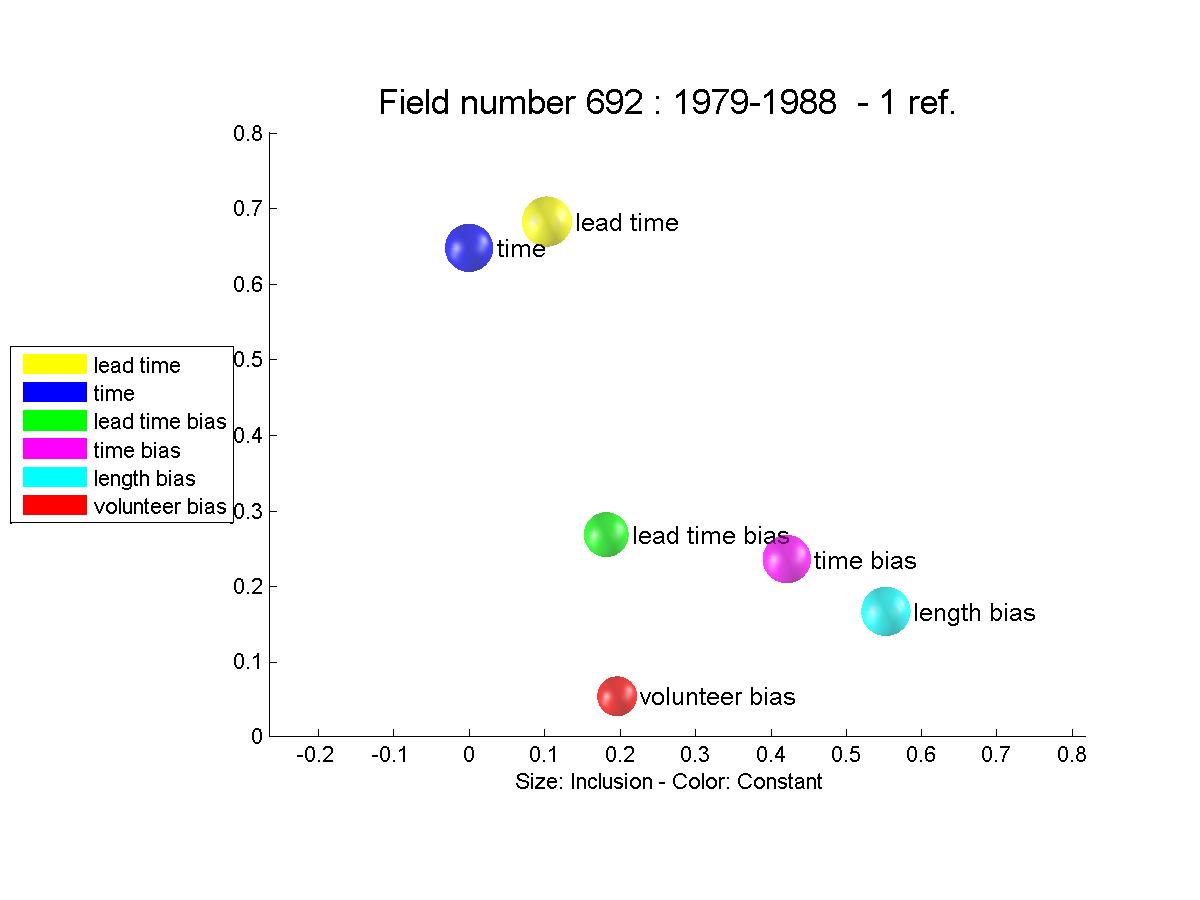 Field number 692 : 1979-1988  - 1 ref.
0.8
0.7
0.6
0.5
0.4
0.3
0.2
0.1
0
lead time
time
lead time bias
time bias
length bias
volunteer bias
lead time
time
lead time bias
time bias
length bias
volunteer bias
-0.2 -0.1 0 0.1 0.2 0.3 0.4 0.5 0.6 0.7 0.8
Size: Inclusion - Color: Constant